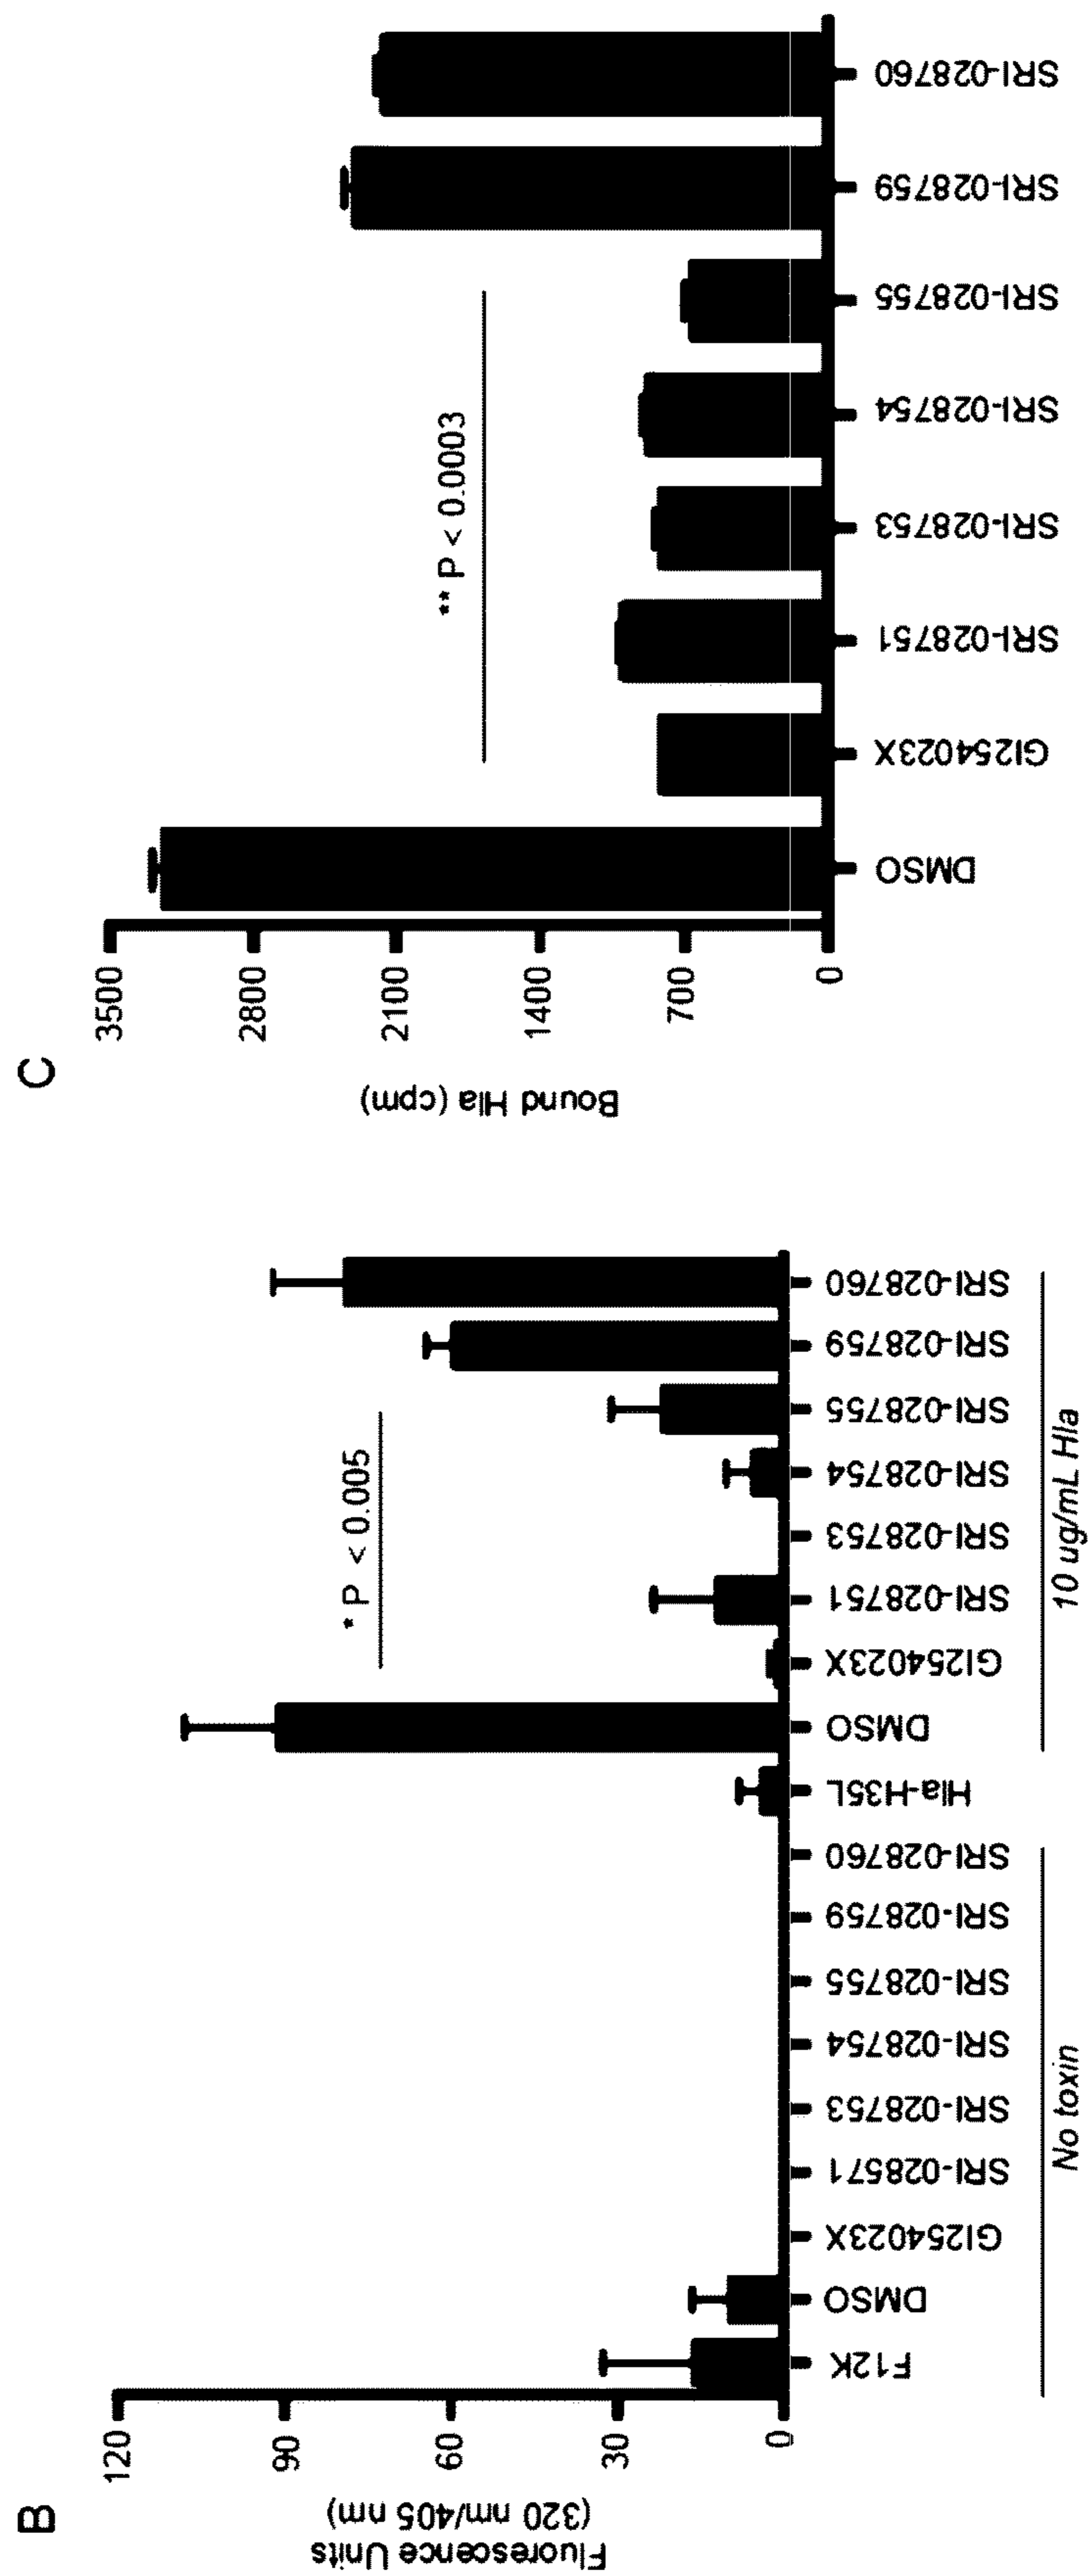 B
Fluorescence Units
(320 nm/405 nm)
120
90
60
30
0
* P < 0.005
F12K
DMSO
GI254023X
SRI-028571
SRI-028753
SRI-028754
SRI-028755
SRI-028759
SRI-028760
Hla-H35L
DMSO
GI254023X
SRI-028751
SRI-028753
SRI-028754
SRI-028755
SRI-028759
SRI-028760
No toxin
10 ug/mL Hla
C
Bound Hla (cpm)
3500
2800
2100
1400
700
0
** P < 0.0003
DMSO
GI254023X
SRI-028751
SRI-028753
SRI-028754
SRI-028755
SRI-028759
SRI-028760